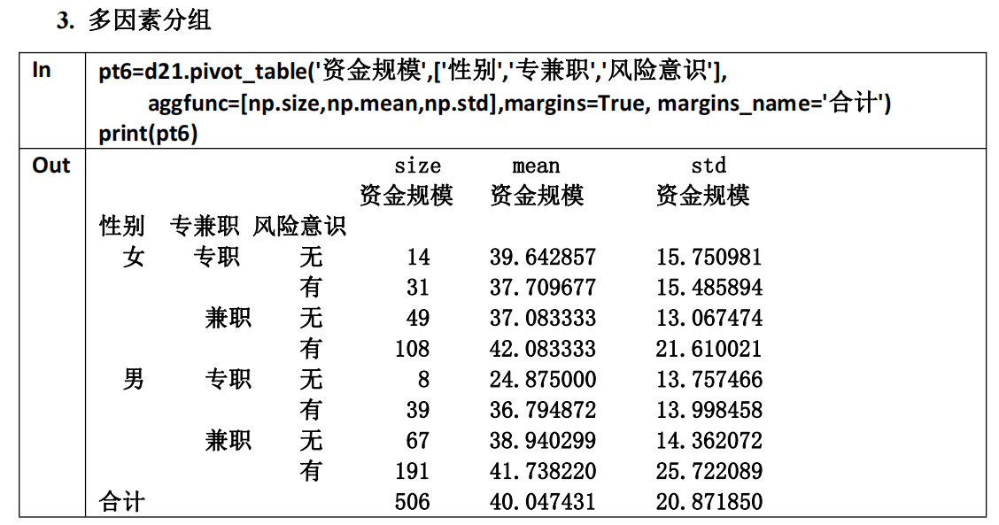 3. 多因素分组
In
pt6=d21.pivot_table('资金规模',['性别','专兼职','风险意识'],
aggfunc=[np.size,np.mean,np.std],margins=True, margins_name='合计')
print(pt6)
Out
size mean std
资金规模 资金规模 资金规模
性别 专兼职 风险意识
女 专职 无 14 39.642857 15.750981
有 31 37.709677 15.485894
兼职 无 49 37.083333 13.067474
有 108 42.083333 21.610021
男 专职 无 8 24.875000 13.757466
有 39 36.794872 13.998458
兼职 无 67 38.940299 14.362072
有 191 41.738220 25.722089
合计 506 40.047431 20.871850